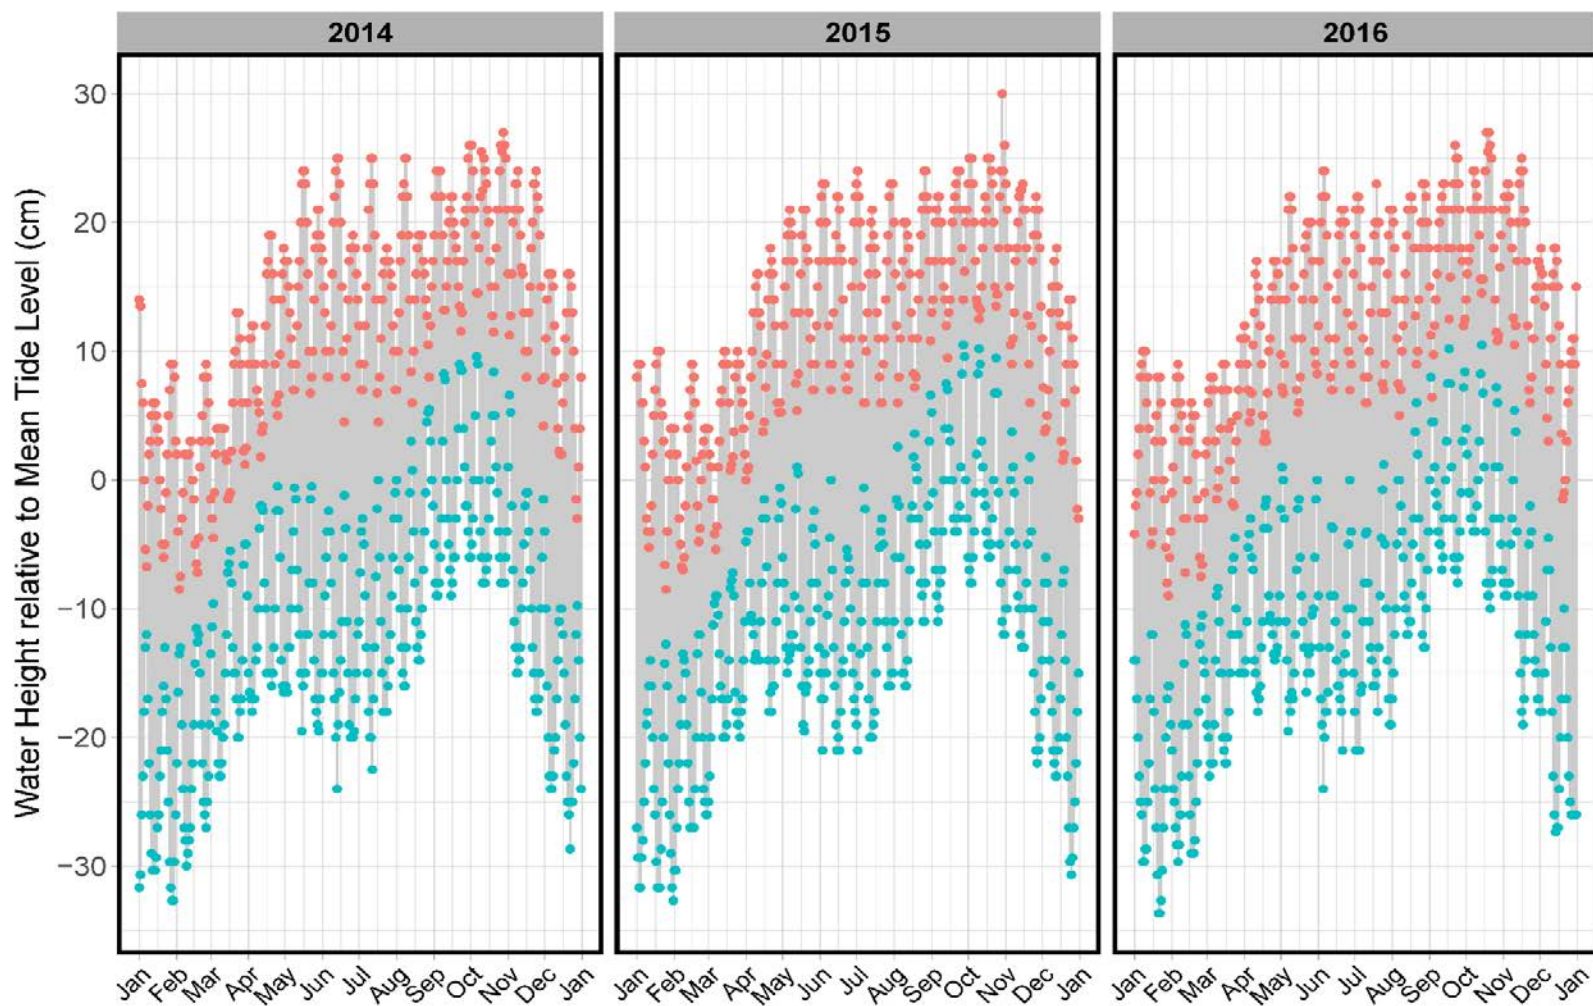 2014 2015 2016
Water Height relative to Mean Tide Level (cm)
30
20
10
0
−10
−20
−30
Jan Feb Mar Apr May Jun Jul Aug Sep Oct Nov Dec Jan
Jan Feb Mar Apr May Jun Jul Aug Sep Oct Nov Dec Jan
Jan Feb Mar Apr May Jun Jul Aug Sep Oct Nov Dec Jan